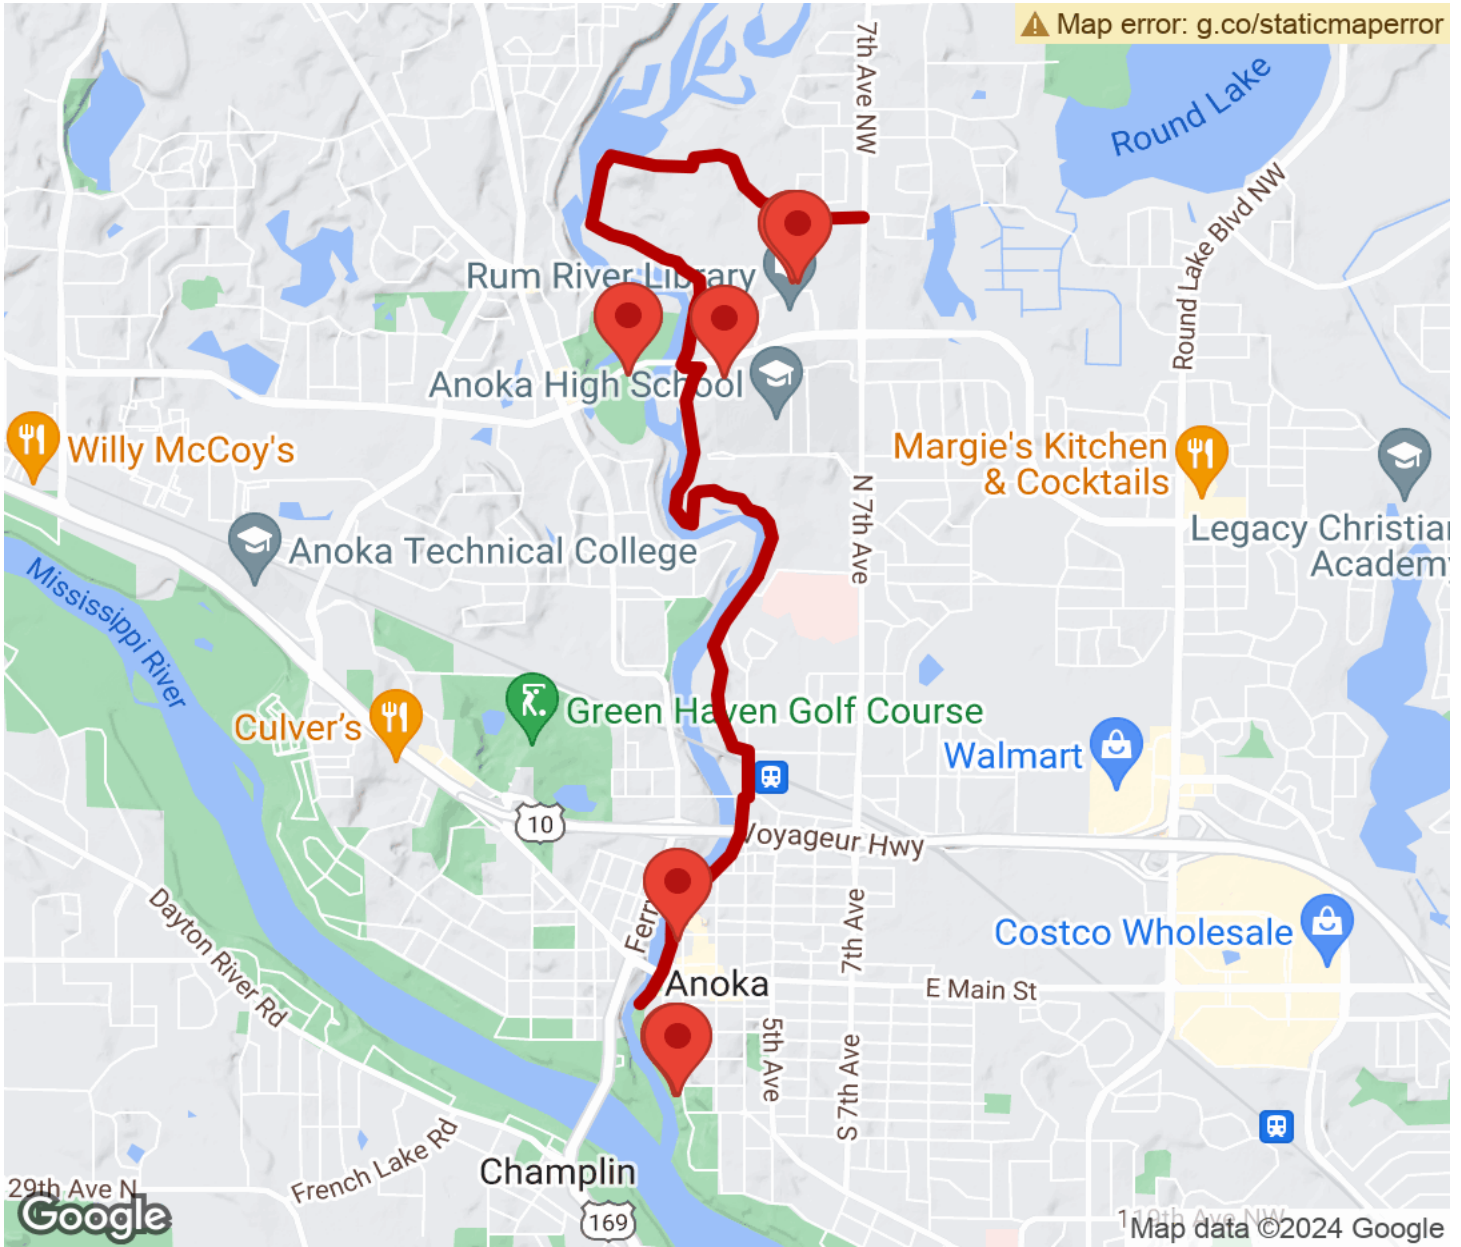 Map error: g.co/staticmaperror
7th Ave NW
Round Lake
Round Lake Blvd NW
Rum River Library
Anoka High School
Willy McCoy's
Margie's Kitchen
& Cocktails
N 7th Ave
Legacy Christian
Academy
Anoka Technical College
Mississippi River
Green Haven Golf Course
Culver's
Walmart
10
Voyageur Hwy
Ferry
7th Ave
Costco Wholesale
Dayton River Rd
Anoka
E Main St
5th Ave
S 7th Ave
French Lake Rd
Champlin
29th Ave N
169
Google
Map data ©2024 Google